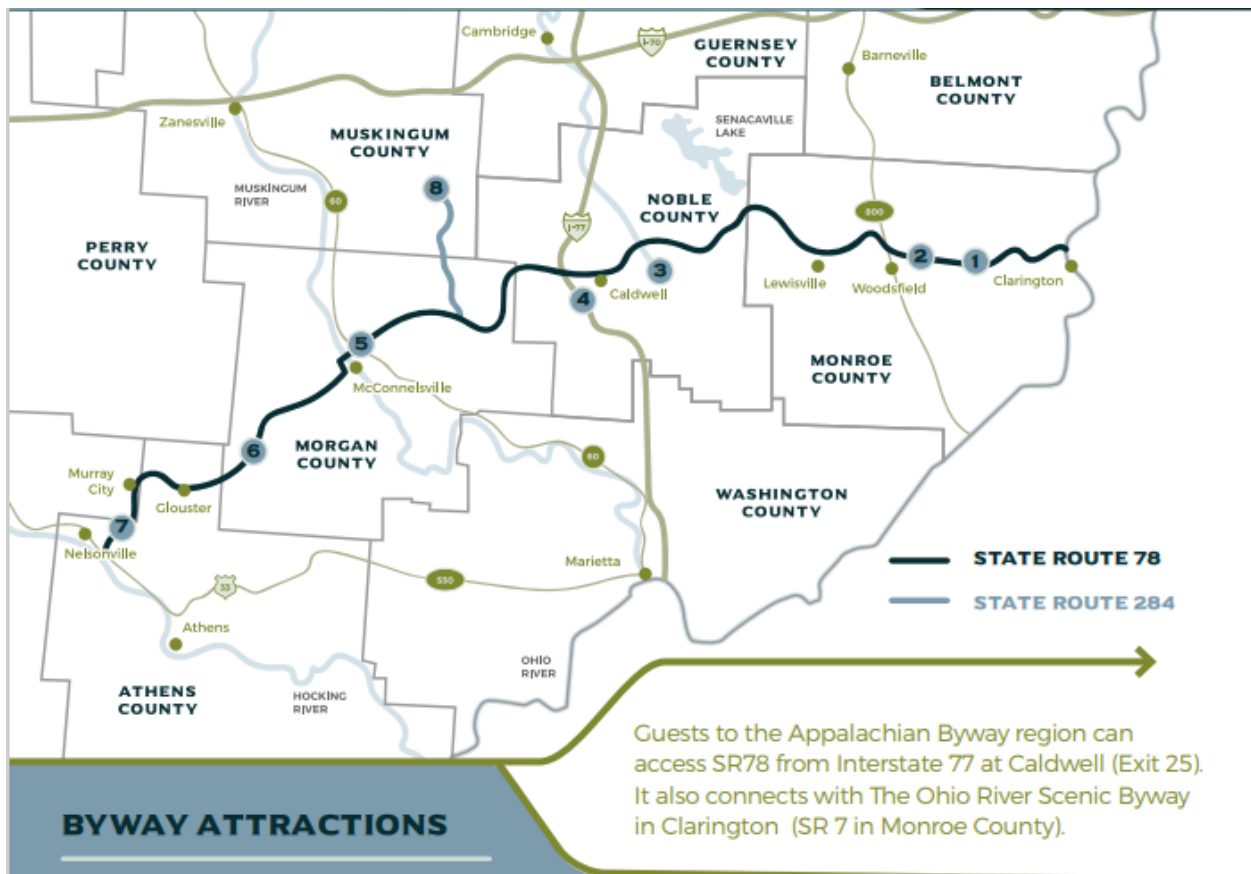 Cambridge
I-70
GUERNSEY
COUNTY
Barneville
BELMONT
COUNTY
Zanesville
MUSKINGUM
COUNTY
SENACAVILLE
LAKE
MUSKINGUM
RIVER
60
8
I-77
NOBLE
COUNTY
800
PERRY
COUNTY
3
Caldwell
4
Lewisville
Woodsfield
2
1
Clarington
5
McConnelsville
MONROE
COUNTY
6
MORGAN
COUNTY
60
Murray
City
Glouster
7
Nelsonville
WASHINGTON
COUNTY
Marietta
33
550
STATE ROUTE 78
STATE ROUTE 284
Athens
OHIO
RIVER
ATHENS
COUNTY
HOCKING
RIVER
Guests to the Appalachian Byway region can
access SR78 from Interstate 77 at Caldwell (Exit 25).
It also connects with The Ohio River Scenic Byway
in Clarington (SR 7 in Monroe County).
BYWAY ATTRACTIONS